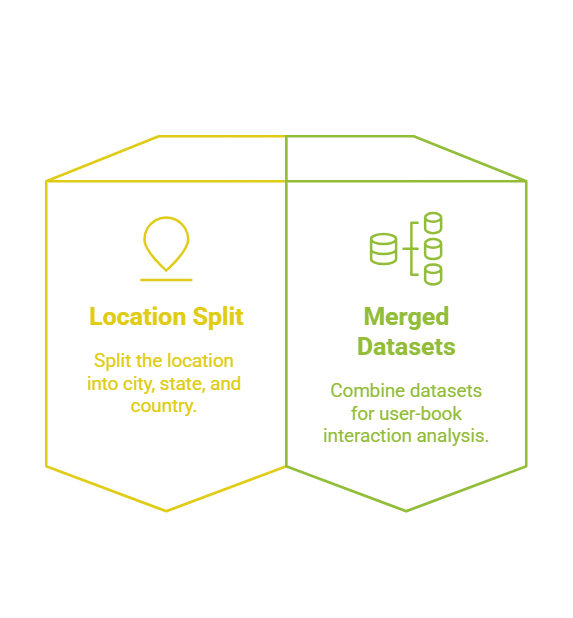 Location Split
Split the location
into city, state, and
country.
Merged
Datasets
Combine datasets
for user-book
interaction analysis.